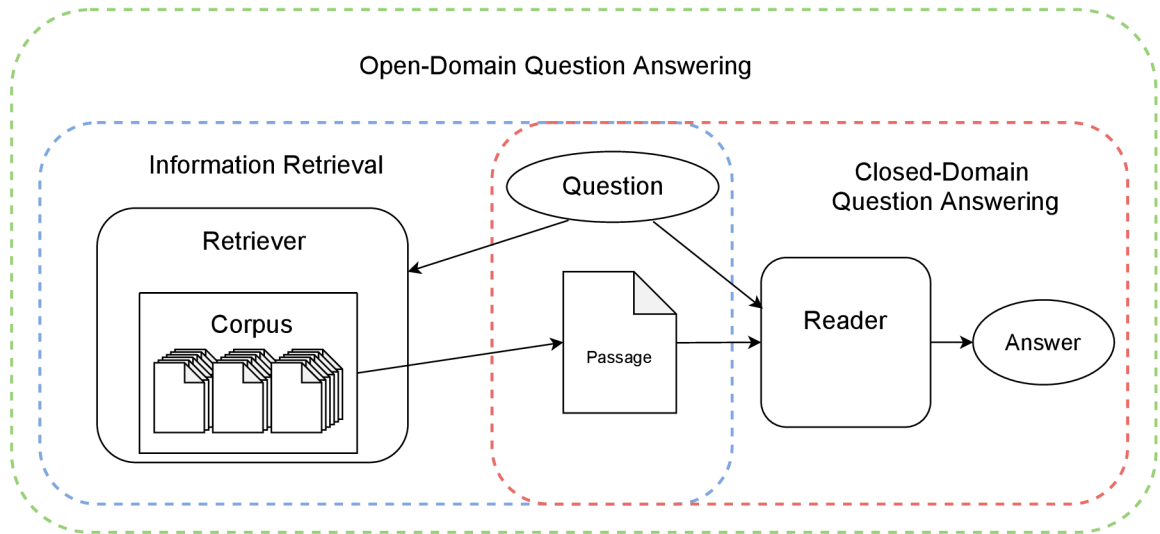 Open-Domain Question Answering
Information Retrieval
Question
Closed-Domain
Question Answering
Retriever
Corpus
Passage
Reader
Answer